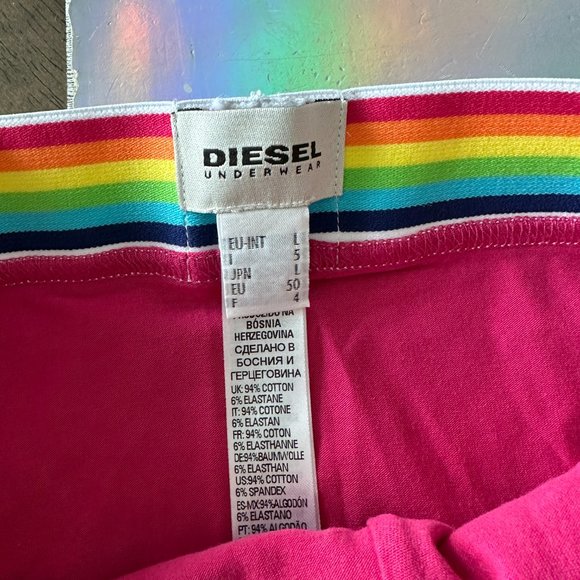 DIESEL
UNDERWEAR
EU-INT L
I 5
JPN L
EU 50
F 4
PRODUZIDO NA
BÓSNIA
HERZEGOVINA
СДЕЛАНО В
БОСНИЯ И
ГЕРЦЕГОВИНА
UK: 94% COTTON
6% ELASTANE
IT: 94% COTONE
6% ELASTAN
FR: 94% COTON
6% ELASTHANNE
DE:94%BAUMWOLLE
6% ELASTHAN
US:94% COTTON
6% SPANDEX
ES-MX:94%ALGODÓN
6% ELASTANO
PT: 94% ALGODÃO